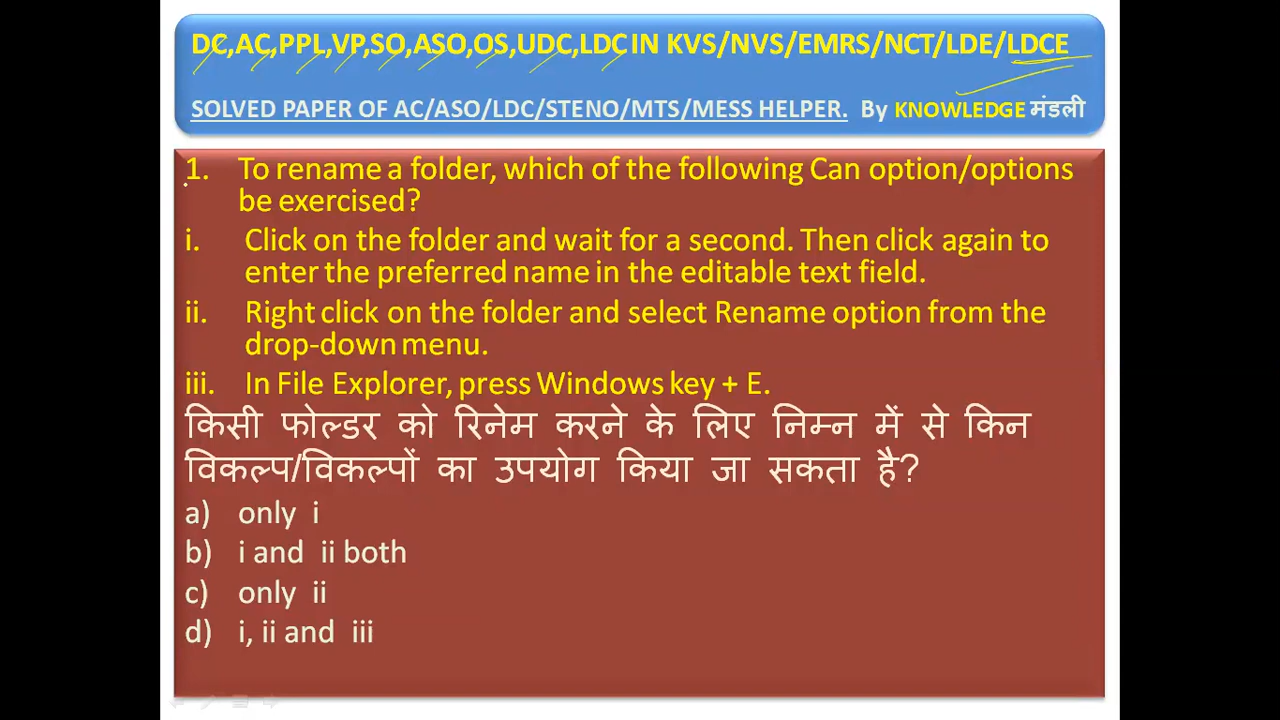 DC,AC,PPL,VP,SO,ASO,OS,UDC,LDC IN KVS/NVS/EMRS/NCT/LDE/LDCE
SOLVED PAPER OF AC/ASO/LDC/STENO/MTS/MESS HELPER. By KNOWLEDGE मंडली
1. To rename a folder, which of the following Can option/options
be exercised?
i. Click on the folder and wait for a second. Then click again to
enter the preferred name in the editable text field.
ii. Right click on the folder and select Rename option from the
drop-down menu.
iii. In File Explorer, press Windows key + E.
किसी फोल्डर को रिनेम करने के लिए निम्न में से किन
विकल्प/विकल्पों का उपयोग किया जा सकता है?
a) only i
b) i and ii both
c) only ii
d) i, ii and iii